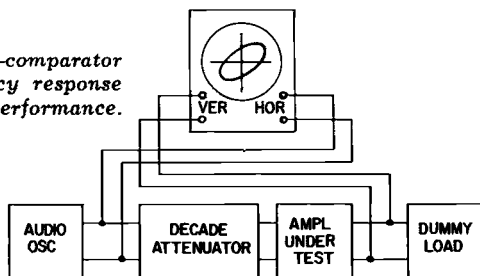 -comparator
cy response
erformance.
VER HOR
AUDIO
OSC
DECADE
ATTENUATOR
AMPL
UNDER
TEST
DUMMY
LOAD